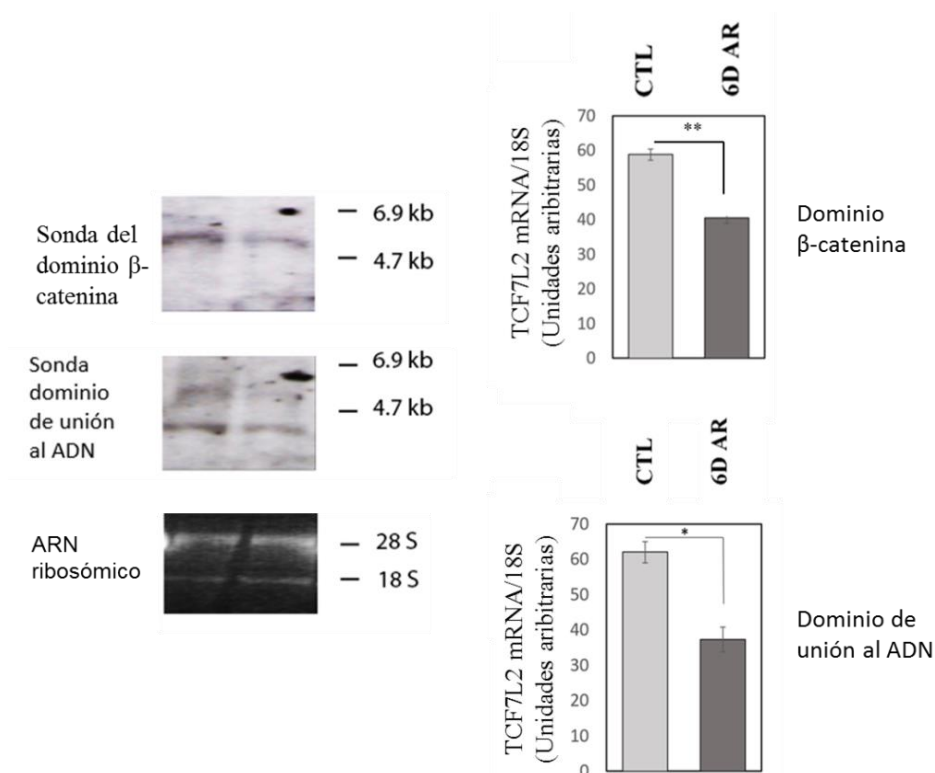 Sonda del
dominio β-
catenina
6.9 kb
4.7 kb
Sonda
dominio
de unión
al ADN
6.9 kb
4.7 kb
ARN
ribosómico
28 S
18 S
CTL
6D AR
TCF7L2 mRNA/18S
(Unidades aribitrarias)
70
60
50
40
30
20
10
0
**
Dominio
β-catenina
CTL
6D AR
TCF7L2 mRNA/18S
(Unidades aribitrarias)
70
60
50
40
30
20
10
0
*
Dominio de
unión al ADN